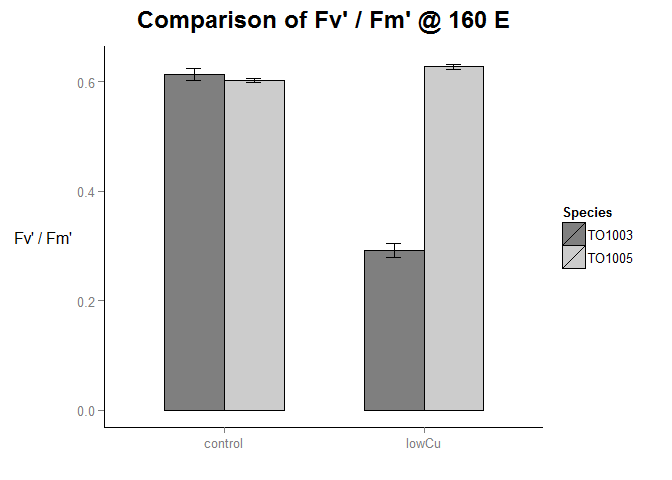 Comparison of Fv' / Fm' @ 160 E
0.6
0.4
0.2
0.0
Fv' / Fm'
control
lowCu
Species
TO1003
TO1005